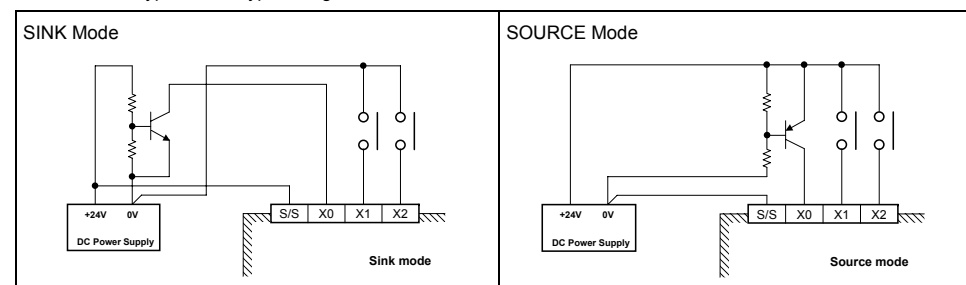 SINK Mode
+24V 0V
DC Power Supply
S/S X0 X1 X2
Sink mode
SOURCE Mode
+24V 0V
DC Power Supply
S/S X0 X1 X2
Source mode